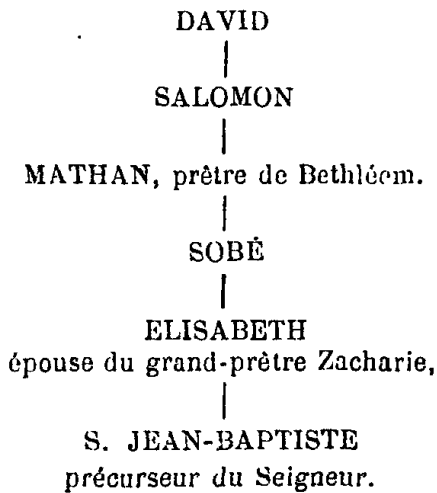 DAVID
SALOMON
MATHAN, prêtre de Bethléem.
SOBÉ
ELISABETH
épouse du grand-prêtre Zacharie,
S. JEAN-BAPTISTE
précurseur du Seigneur.